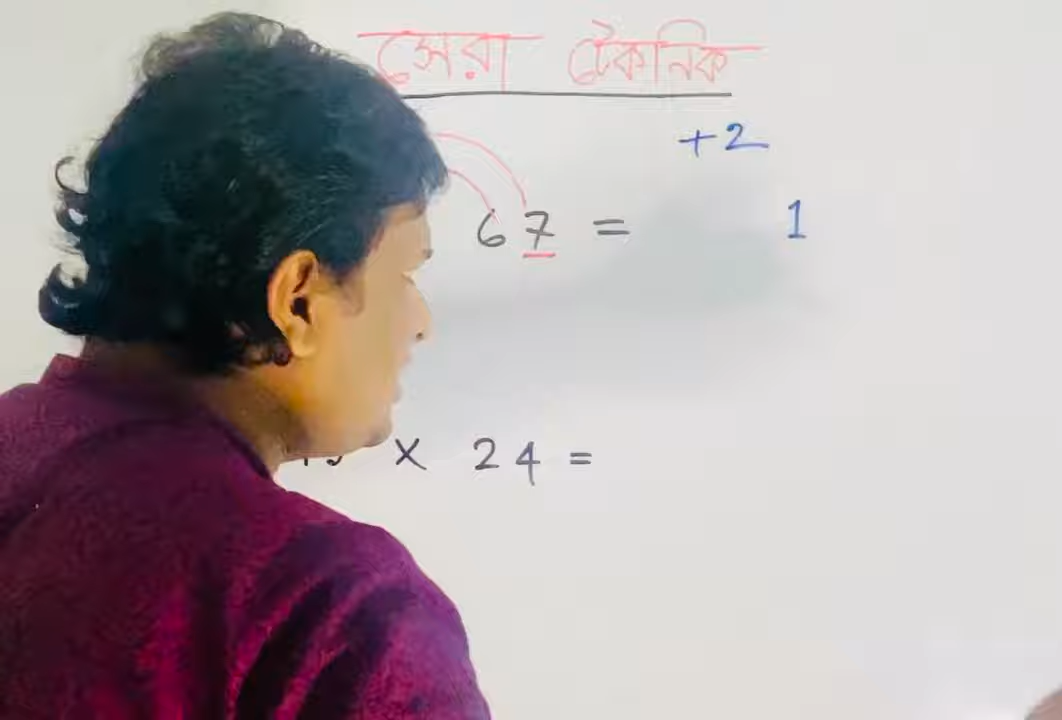 সেরা টেকনিক
+2
67 = 1
× 24 =